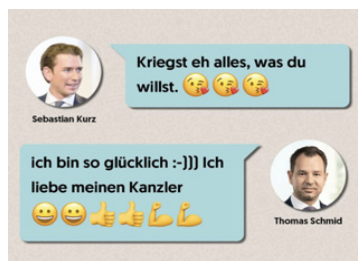 Kriegst eh alles, was du
willst. 😘 😘 😘
Sebastian Kurz
ich bin so glücklich :-))) Ich
liebe meinen Kanzler
😀😀👍👍💪💪
Thomas Schmid